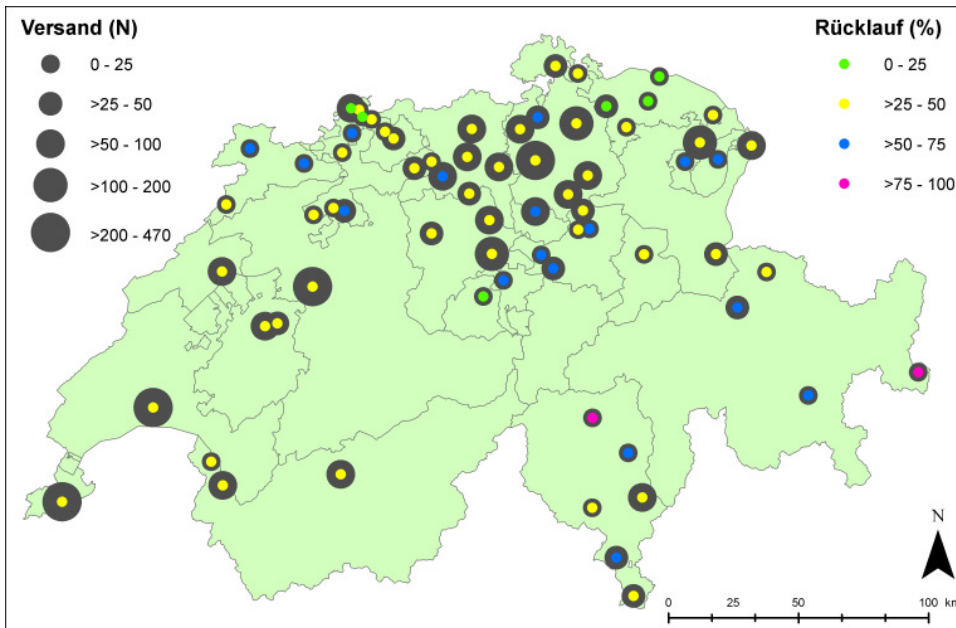 Versand (N)
0 - 25
>25 - 50
>50 - 100
>100 - 200
>200 - 470
Rücklauf (%)
0 - 25
>25 - 50
>50 - 75
>75 - 100
N
0 25 50 100 km